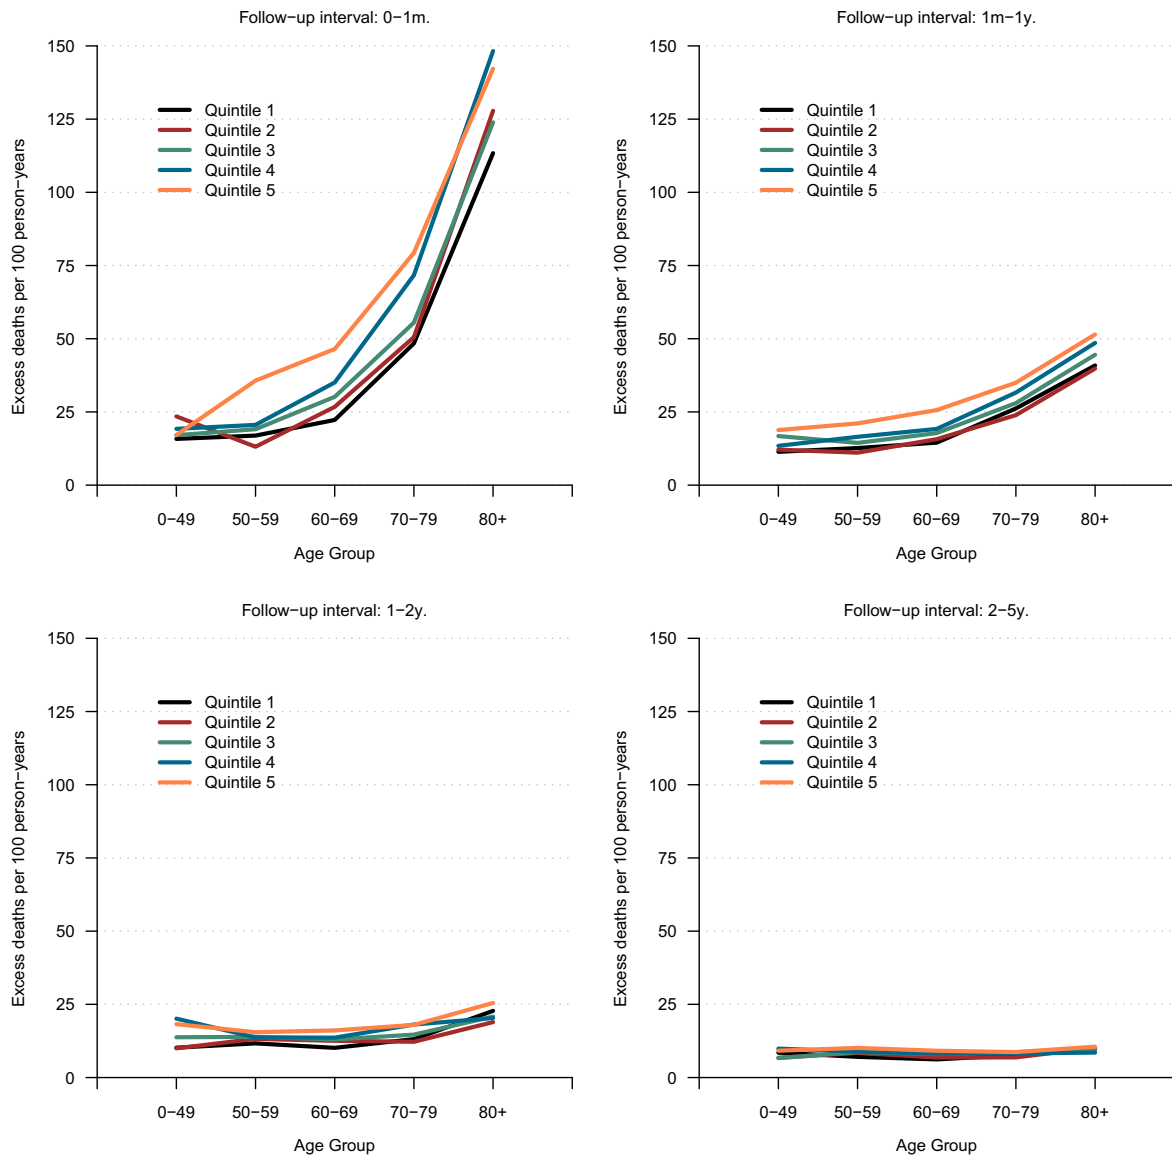 Follow−up interval: 0−1m.
150
125
100
75
50
25
0
Excess deaths per 100 person−years
Quintile 1
Quintile 2
Quintile 3
Quintile 4
Quintile 5
0−49
50−59
60−69
70−79
80+
Age Group
Follow−up interval: 1m−1y.
150
125
100
75
50
25
0
Excess deaths per 100 person−years
Quintile 1
Quintile 2
Quintile 3
Quintile 4
Quintile 5
0−49
50−59
60−69
70−79
80+
Age Group
Follow−up interval: 1−2y.
150
125
100
75
50
25
0
Excess deaths per 100 person−years
Quintile 1
Quintile 2
Quintile 3
Quintile 4
Quintile 5
0−49
50−59
60−69
70−79
80+
Age Group
Follow−up interval: 2−5y.
150
125
100
75
50
25
0
Excess deaths per 100 person−years
Quintile 1
Quintile 2
Quintile 3
Quintile 4
Quintile 5
0−49
50−59
60−69
70−79
80+
Age Group